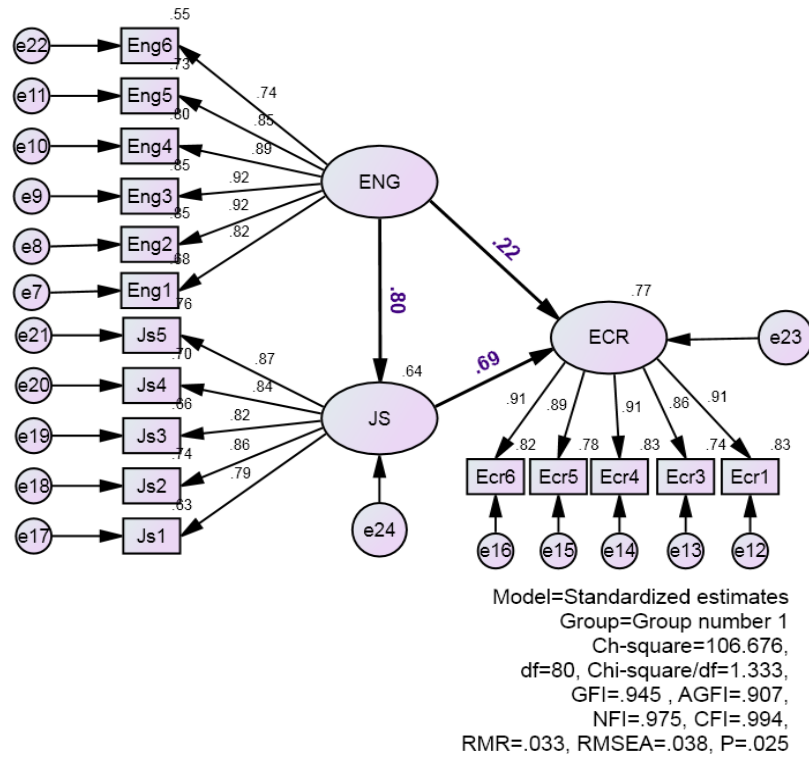 .55
e22 Eng6
.73
e11 Eng5
.80
e10 Eng4
.85
e9 Eng3
.85
e8 Eng2
.68
e7 Eng1
.76
e21 Js5
.70
e20 Js4
.66
e19 Js3
.74
e18 Js2
.63
e17 Js1
.74
.85
.89
.92
.92
.82
ENG
.22
.80
.77
ECR
e23
.87
.84
.82
.86
.79
.64
JS
.69
e24
.91 .89 .91 .86 .91
.82 .78 .83 .74 .83
Ecr6 Ecr5 Ecr4 Ecr3 Ecr1
e16 e15 e14 e13 e12
Model=Standardized estimates
Group=Group number 1
Ch-square=106.676,
df=80, Chi-square/df=1.333,
GFI=.945 , AGFI=.907,
NFI=.975, CFI=.994,
RMR=.033, RMSEA=.038, P=.025